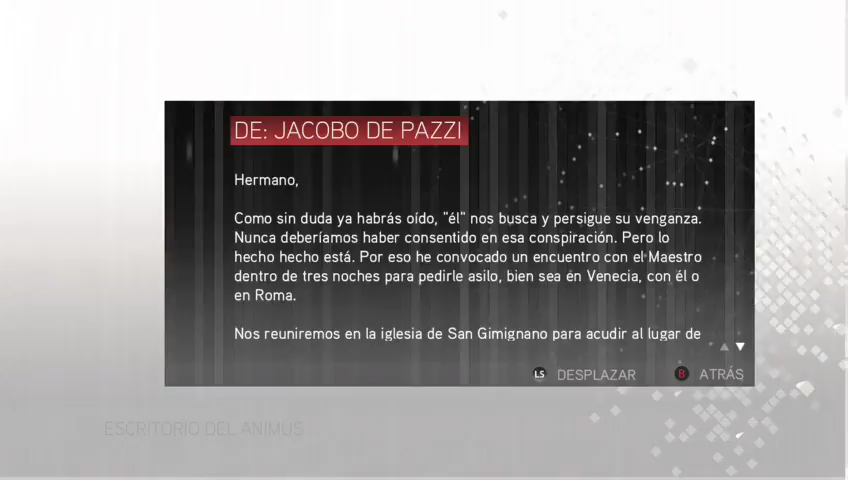 DE: JACOBO DE PAZZI
Hermano,
Como sin duda ya habrás oído, "él" nos busca y persigue su venganza.
Nunca deberíamos haber consentido en esa conspiración. Pero lo
hecho hecho está. Por eso he convocado un encuentro con el Maestro
dentro de tres noches para pedirle asilo, bien sea en Venecia, con él o
en Roma.
Nos reuniremos en la iglesia de San Gimignano para acudir al lugar de
LS DESPLAZAR B ATRÁS
ESCRITORIO DEL ANIMUS